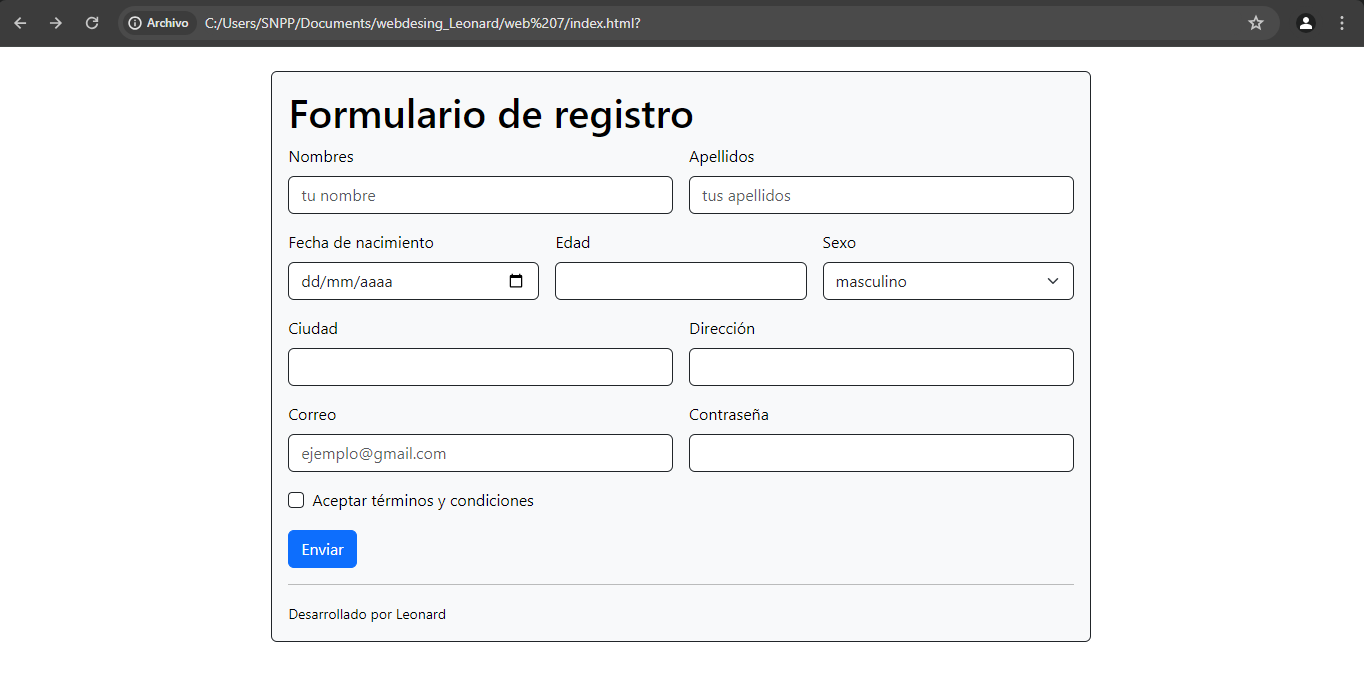 Archivo C:/Users/SNPP/Documents/webdesing_Leonard/web%207/index.html?
Formulario de registro
Nombres Apellidos
tu nombre tus apellidos
Fecha de nacimiento Edad Sexo
dd/mm/aaaa masculino
Ciudad Dirección
Correo Contraseña
ejemplo@gmail.com
Aceptar términos y condiciones
Enviar
Desarrollado por Leonard